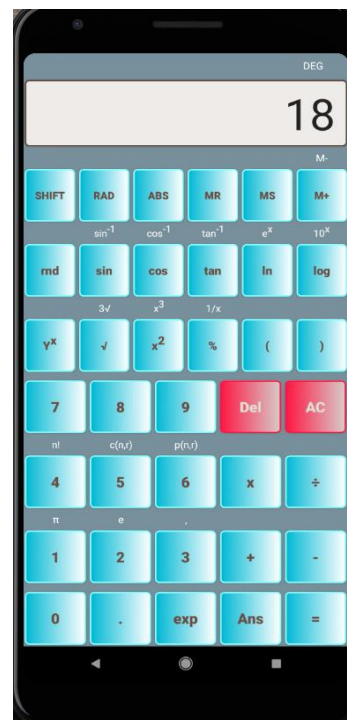 DEG
18
M-
SHIFT RAD ABS MR MS M+
sin-1 cos-1 tan-1 eX 10X
rnd sin cos tan ln log
3√ x3 1/x
YX √ x2 % ( )
7 8 9 Del AC
n! c(n,r) p(n,r)
4 5 6 x ÷
π e ,
1 2 3 + -
0 . exp Ans =